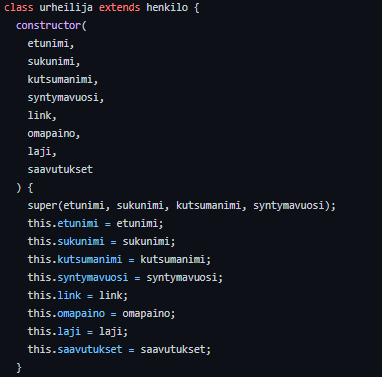 class urheilija extends henkilo {
  constructor(
    etunimi,
    sukunimi,
    kutsumanimi,
    syntymavuosi,
    link,
    omapaino,
    laji,
    saavutukset
  ) {
    super(etunimi, sukunimi, kutsumanimi, syntymavuosi);
    this.etunimi = etunimi;
    this.sukunimi = sukunimi;
    this.kutsumanimi = kutsumanimi;
    this.syntymavuosi = syntymavuosi;
    this.link = link;
    this.omapaino = omapaino;
    this.laji = laji;
    this.saavutukset = saavutukset;
  }